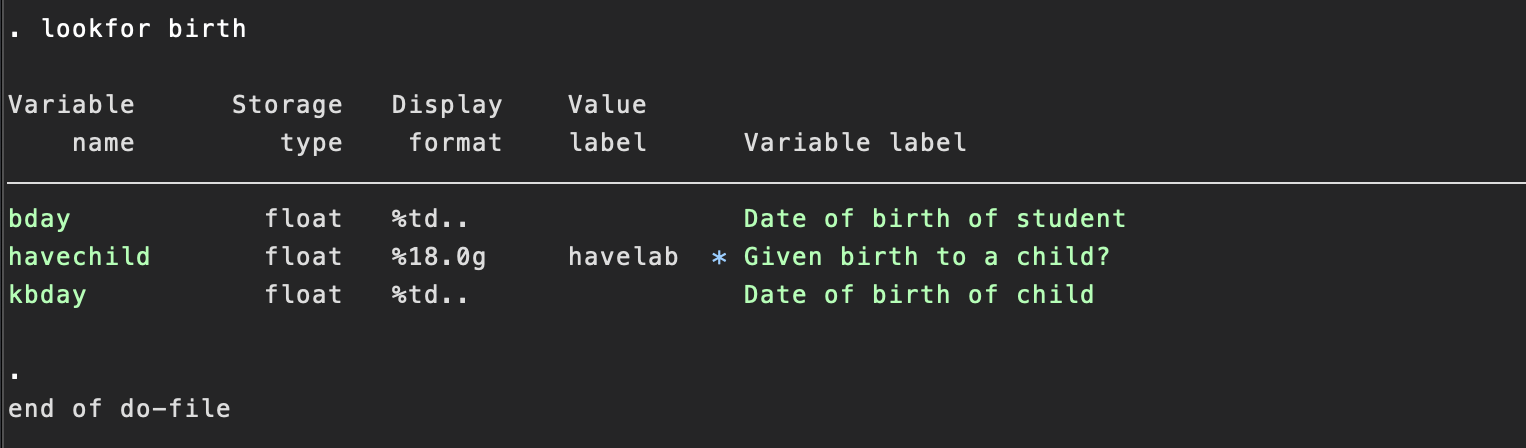 . lookfor birth
Variable      Storage   Display    Value
    name         type    format    label      Variable label
bday            float   %td..                 Date of birth of student
havechild       float   %18.0g     havelab  * Given birth to a child?
kbday           float   %td..                 Date of birth of child
.
end of do-file